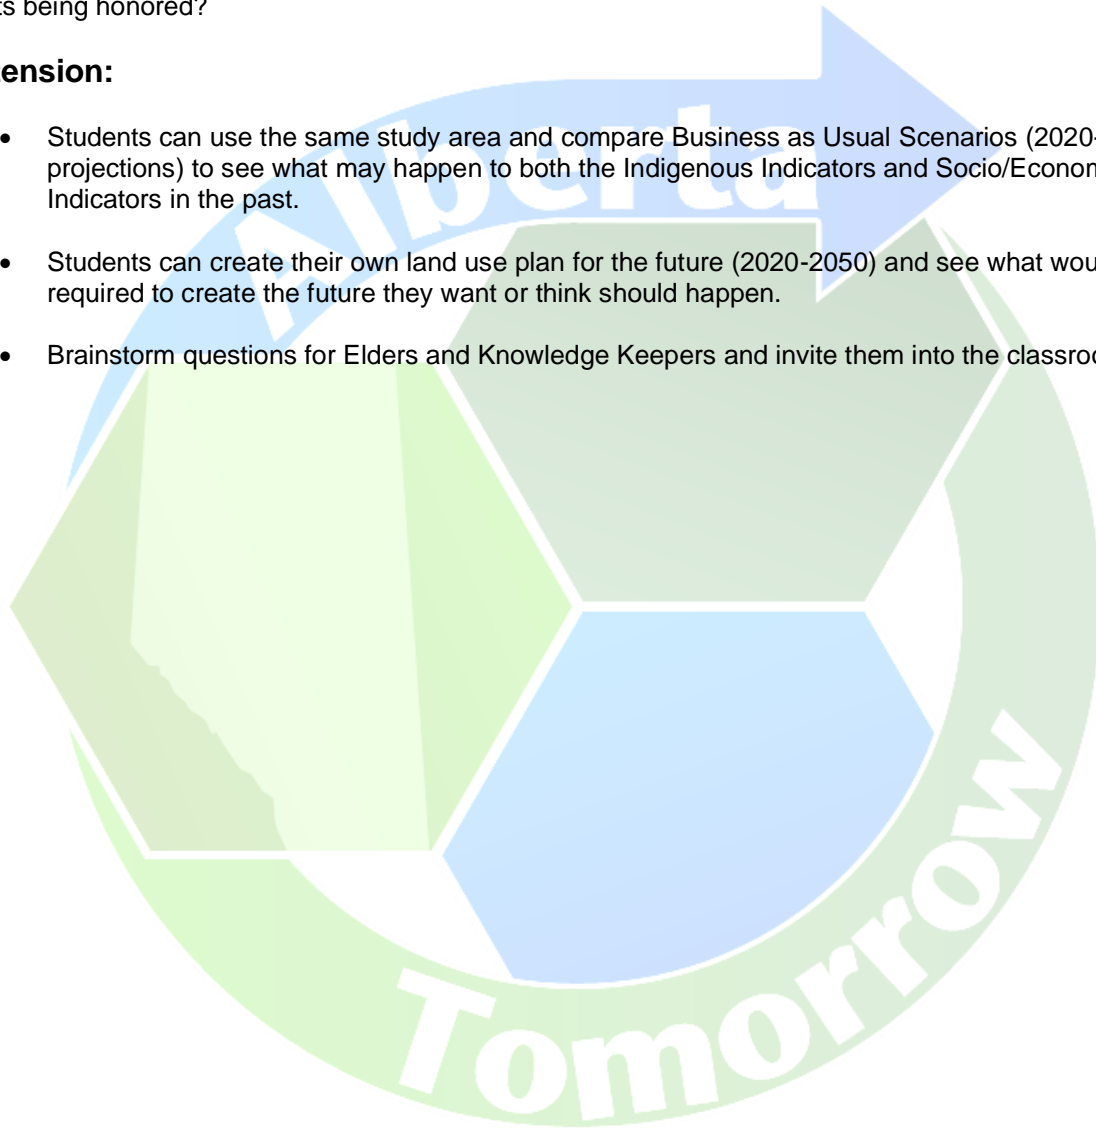 ts being honored?
tension:
• Students can use the same study area and compare Business as Usual Scenarios (2020-
projections) to see what may happen to both the Indigenous Indicators and Socio/Econom
Indicators in the past.
• Students can create their own land use plan for the future (2020-2050) and see what wou
required to create the future they want or think should happen.
• Brainstorm questions for Elders and Knowledge Keepers and invite them into the classroo
Alberta
Tomorrow